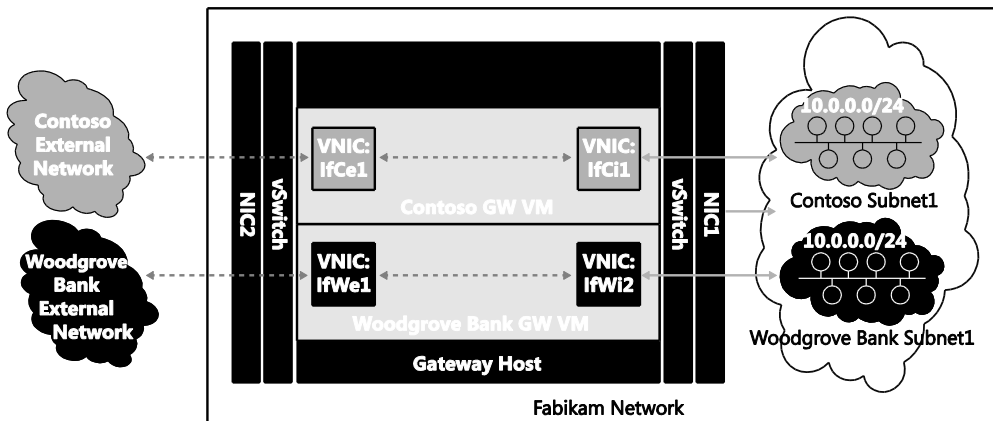 Contoso
External
Network
Woodgrove
Bank
External
Network
NIC2
vSwitch
VNIC:
IfCe1
VNIC:
IfCi1
Contoso GW VM
VNIC:
IfWe1
VNIC:
IfWi2
Woodgrove Bank GW VM
Gateway Host
vSwitch
NIC1
10.0.0.0/24
Contoso Subnet1
10.0.0.0/24
Woodgrove Bank Subnet1
Fabikam Network